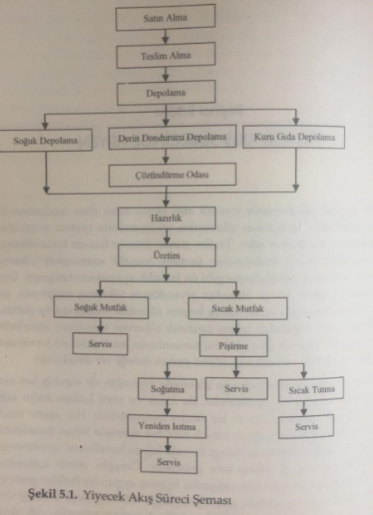 Satın Alma
Teslim Alma
Depolama
Soğuk Depolama
Derin Dondurucu Depolama
Kuru Gıda Depolama
Çözündürme Odası
Hazırlık
Üretim
Soğuk Mutfak
Sıcak Mutfak
Servis
Pişirme
Soğutma
Servis
Sıcak Tutma
Yeniden Isıtma
Servis
Servis
Şekil 5.1. Yiyecek Akış Süreci Şeması